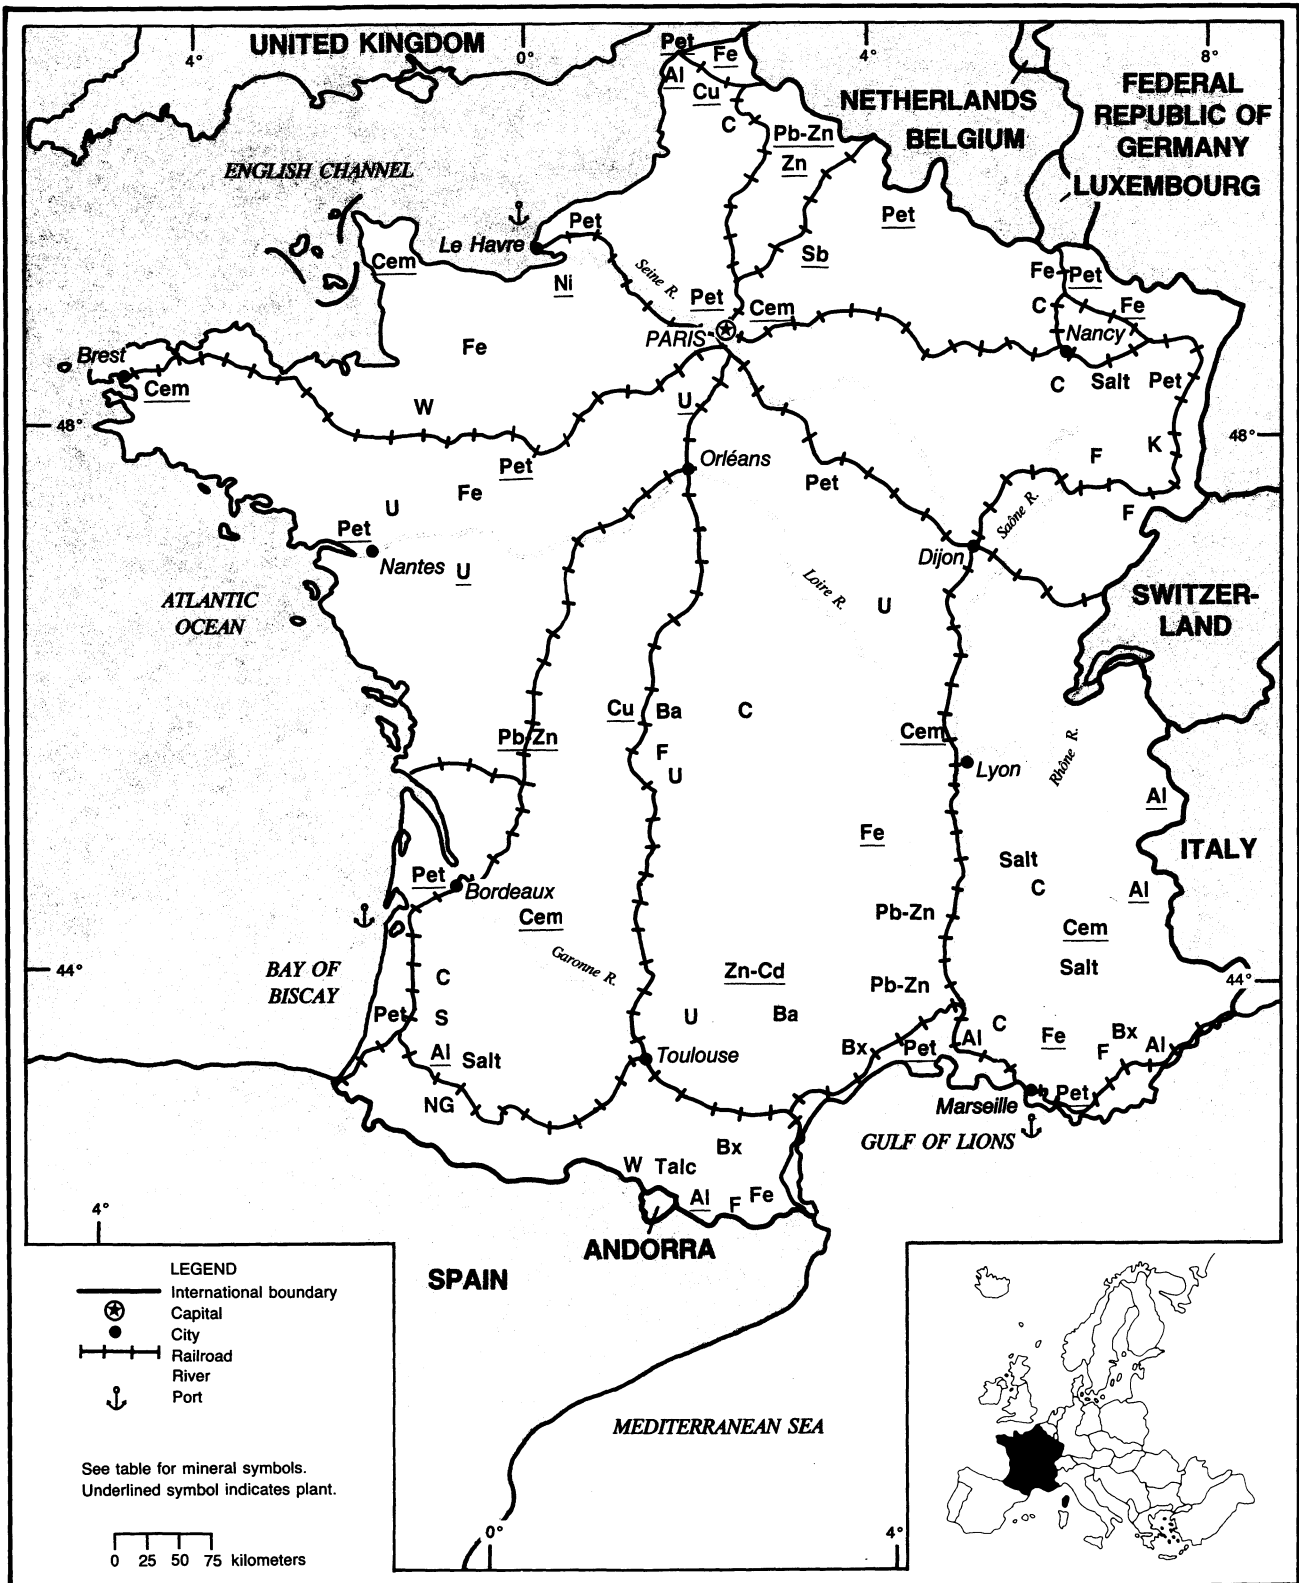 4°
0°
4°
8°
UNITED KINGDOM
Pet
Fe
Al
Cu
C
Pb-Zn
Zn
NETHERLANDS
BELGIUM
FEDERAL
REPUBLIC OF
GERMANY
LUXEMBOURG
ENGLISH CHANNEL
Le Havre
Pet
Pet
Cem
Ni
Seine R.
Sb
Pet
Cem
PARIS
Fe
Pet
C
Fe
Nancy
Brest
Cem
Fe
W
U
C
Salt
Pet
48°
48°
Pet
Orléans
Pet
F
K
U
Fe
Pet
Nantes
U
F
Saône R.
Dijon
Loire R.
U
ATLANTIC
OCEAN
SWITZER-
LAND
Cu
Ba
C
Pb-Zn
F
U
Cem
Lyon
Rhône R.
Al
ITALY
Fe
Salt
C
Al
Pet
Bordeaux
Cem
Pb-Zn
Cem
Garonne R.
BAY OF
BISCAY
44°
44°
C
Zn-Cd
Pb-Zn
Salt
Pet
S
U
Ba
C
Al
Salt
Toulouse
Bx
Pet
Al
Fe
F
Bx
Al
NG
Marseille
Pet
GULF OF LIONS
Bx
W
Talc
Al
F
Fe
4°
ANDORRA
SPAIN
LEGEND
International boundary
Capital
City
Railroad
River
Port
MEDITERRANEAN SEA
See table for mineral symbols.
Underlined symbol indicates plant.
0 25 50 75 kilometers
0°
4°